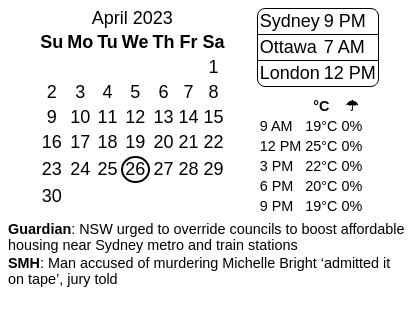 April 2023
Su Mo Tu We Th Fr Sa
1
2 3 4 5 6 7 8
9 10 11 12 13 14 15
16 17 18 19 20 21 22
23 24 25 26 27 28 29
30
Sydney 9 PM
Ottawa 7 AM
London 12 PM
°C ☂
9 AM 19°C 0%
12 PM 25°C 0%
3 PM 22°C 0%
6 PM 20°C 0%
9 PM 19°C 0%
Guardian: NSW urged to override councils to boost affordable
housing near Sydney metro and train stations
SMH: Man accused of murdering Michelle Bright ‘admitted it
on tape’, jury told